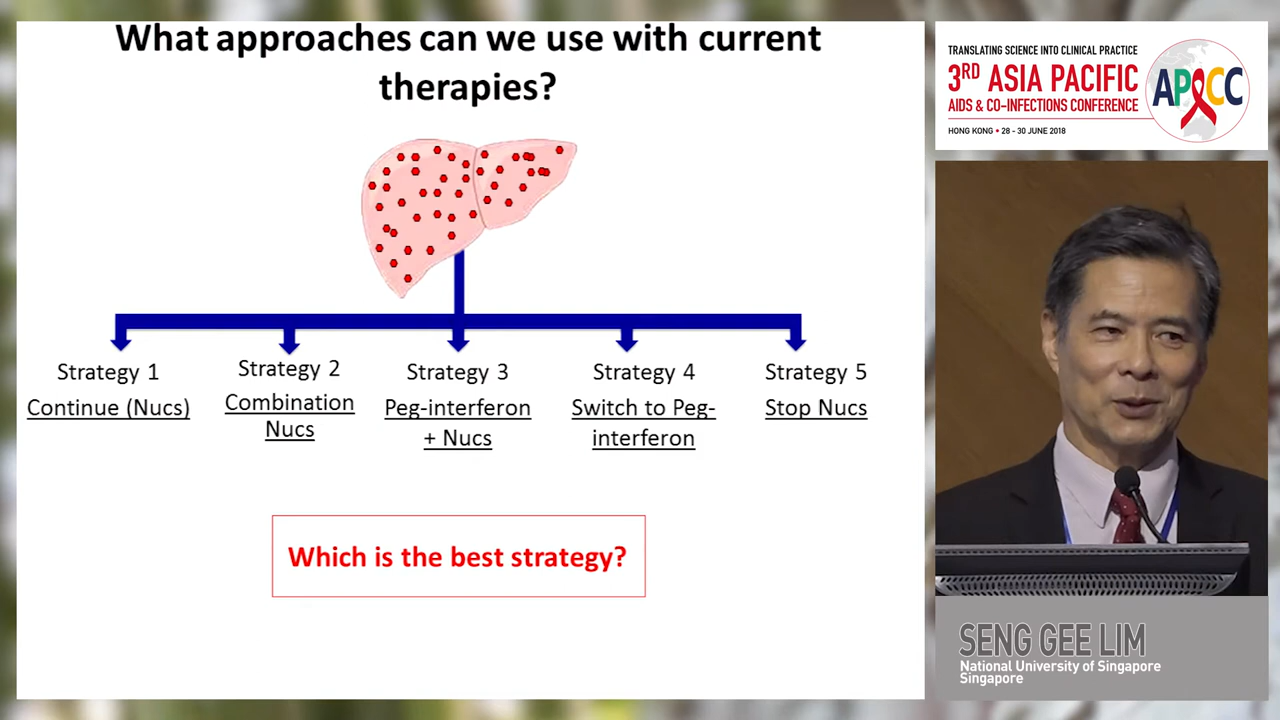 What approaches can we use with current
therapies?
Strategy 1
Continue (Nucs)
Strategy 2
Combination
Nucs
Strategy 3
Peg-interferon
+ Nucs
Strategy 4
Switch to Peg-
interferon
Strategy 5
Stop Nucs
Which is the best strategy?
TRANSLATING SCIENCE INTO CLINICAL PRACTICE
3RD ASIA PACIFIC
AIDS & CO-INFECTIONS CONFERENCE
HONG KONG • 28 - 30 JUNE 2018
APACC
SENG GEE LIM
National University of Singapore
Singapore